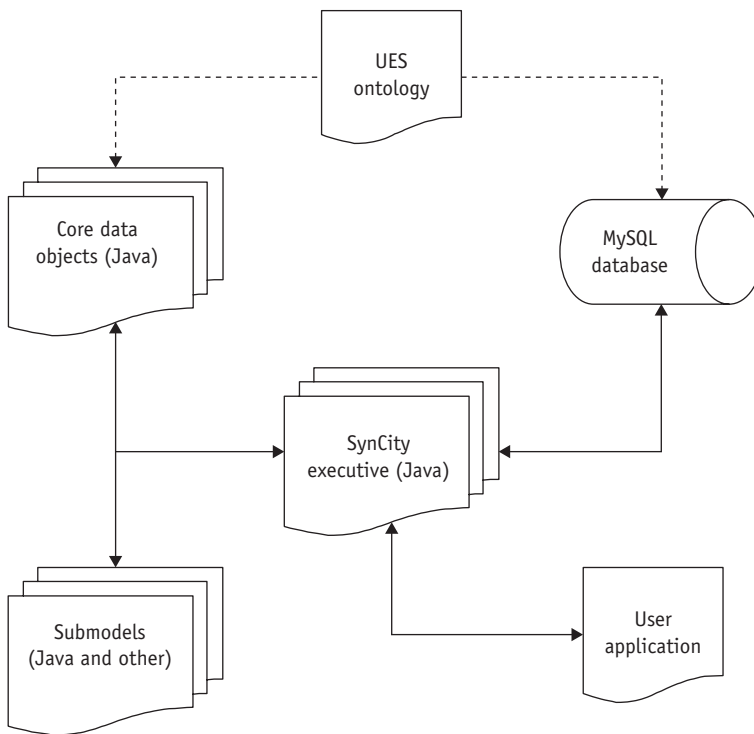 UES
ontology
Core data
objects (Java)
MySQL
database
SynCity
executive (Java)
Submodels
(Java and other)
User
application